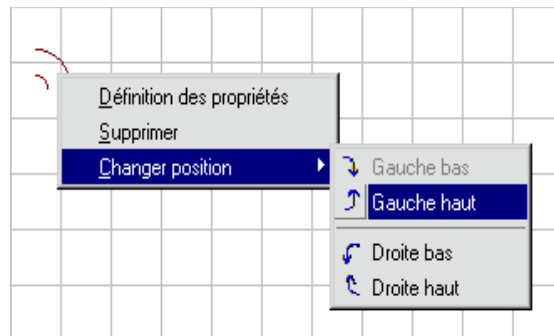 Définition des propriétés
Supprimer
Changer position
Gauche bas
Gauche haut
Droite bas
Droite haut